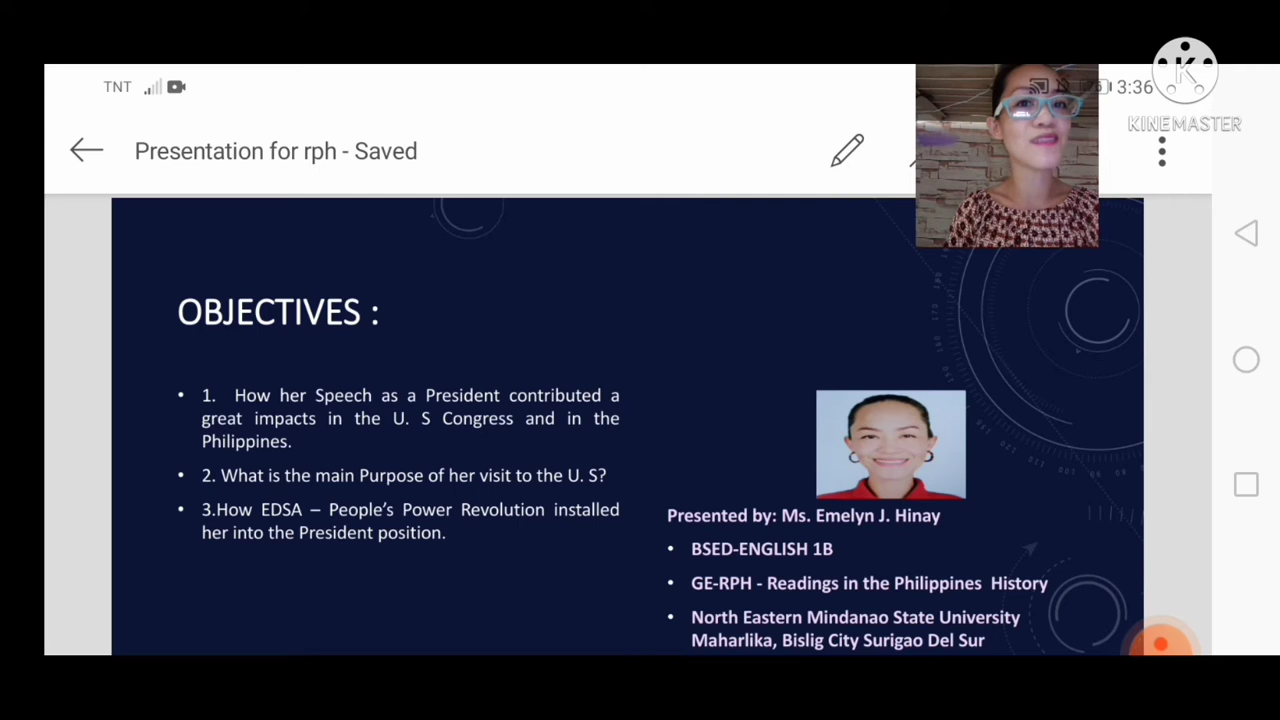 TNT
3:36
KINEMASTER
Presentation for rph - Saved
OBJECTIVES :
• 1. How her Speech as a President contributed a
great impacts in the U. S Congress and in the
Philippines.
• 2. What is the main Purpose of her visit to the U. S?
• 3.How EDSA – People’s Power Revolution installed
her into the President position.
Presented by: Ms. Emelyn J. Hinay
• BSED-ENGLISH 1B
• GE-RPH - Readings in the Philippines History
• North Eastern Mindanao State University
Maharlika, Bislig City Surigao Del Sur